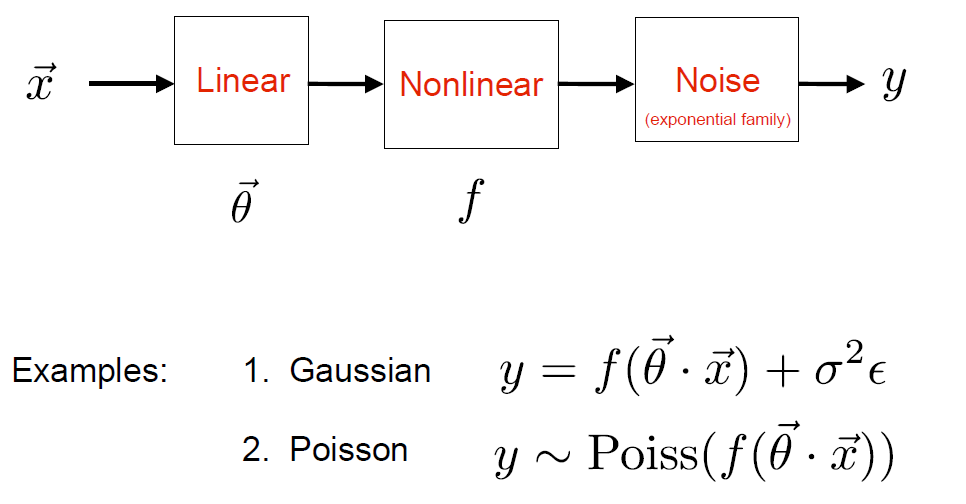 x⃗ Linear Nonlinear Noise y
(exponential family)
θ⃗ f
Examples: 1. Gaussian y = f(θ⃗ · x⃗) + σ²ϵ
2. Poisson y ∼ Poiss(f(θ⃗ · x⃗))